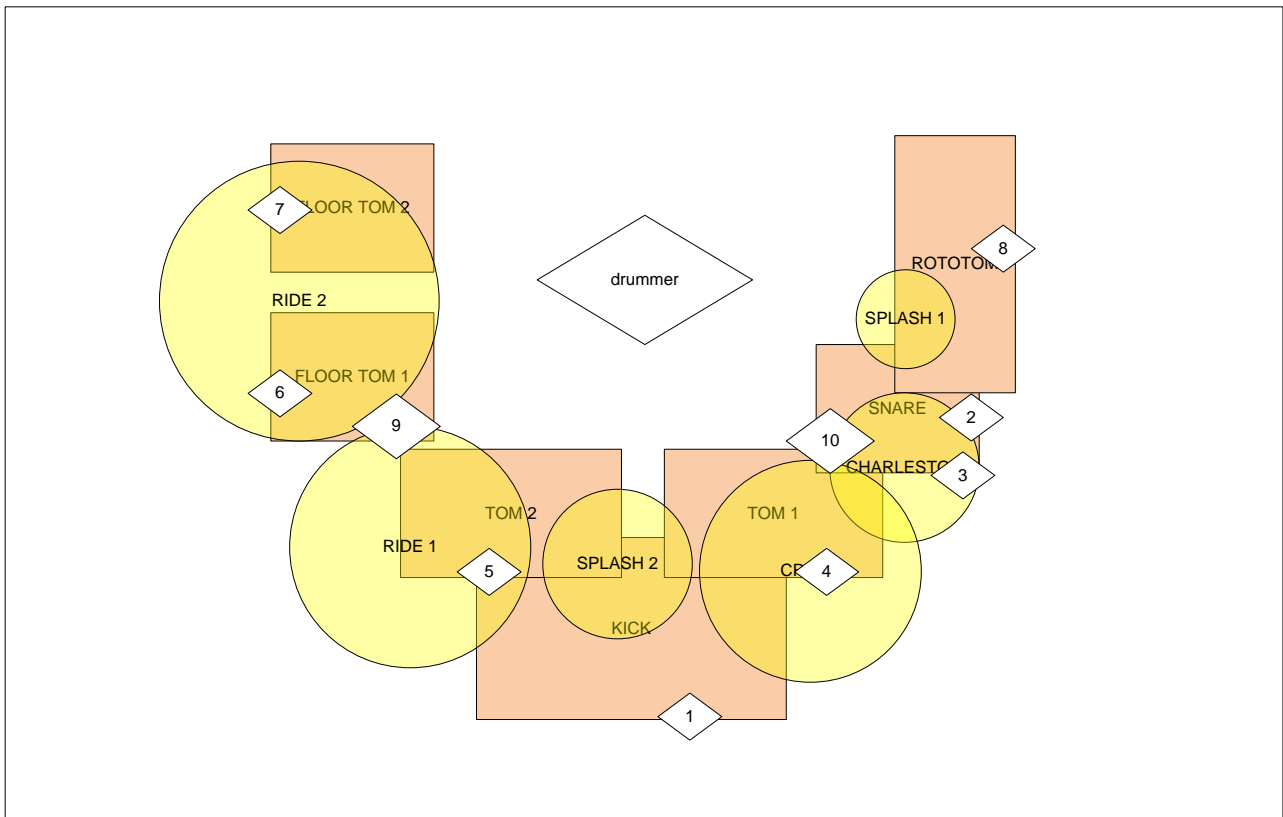 7
FLOOR TOM 2
8
ROTOTOM
drummer
RIDE 2
SPLASH 1
FLOOR TOM 1
6
SNARE
2
9
10
CHARLESTO
3
TOM 2
TOM 1
RIDE 1
SPLASH 2
5
4
KICK
1